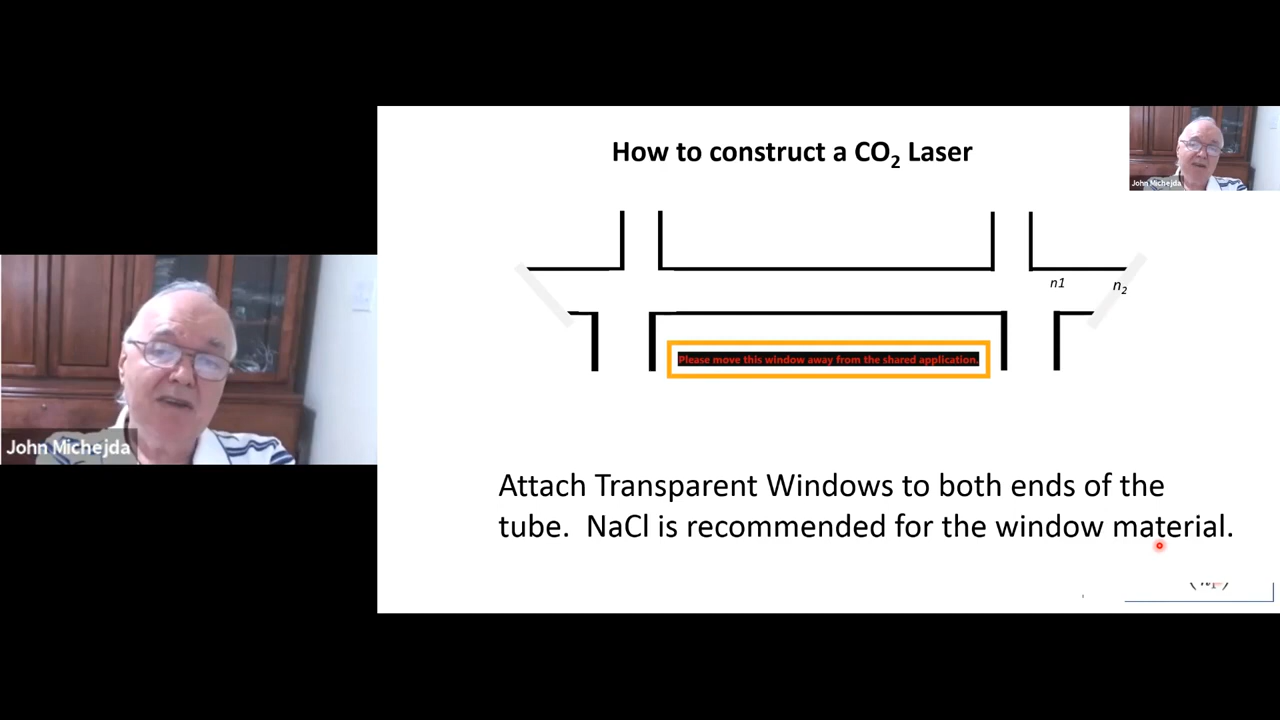 How to construct a CO₂ Laser
John Michejda
n1
n₂
Please move this window away from the shared application.
John Michejda
Attach Transparent Windows to both ends of the
tube. NaCl is recommended for the window material.